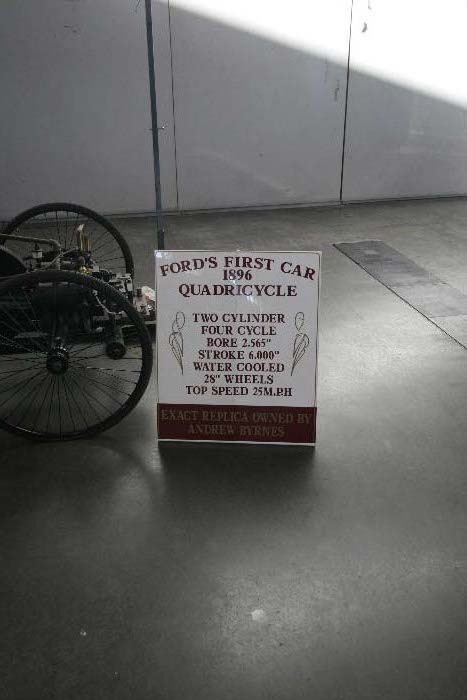 FORD'S FIRST CAR
1896
QUADRICYCLE
TWO CYLINDER
FOUR CYCLE
BORE 2.565"
STROKE 6.000"
WATER COOLED
28" WHEELS
TOP SPEED 25M.P.H
EXACT REPLICA OWNED BY
ANDREW BYRNES